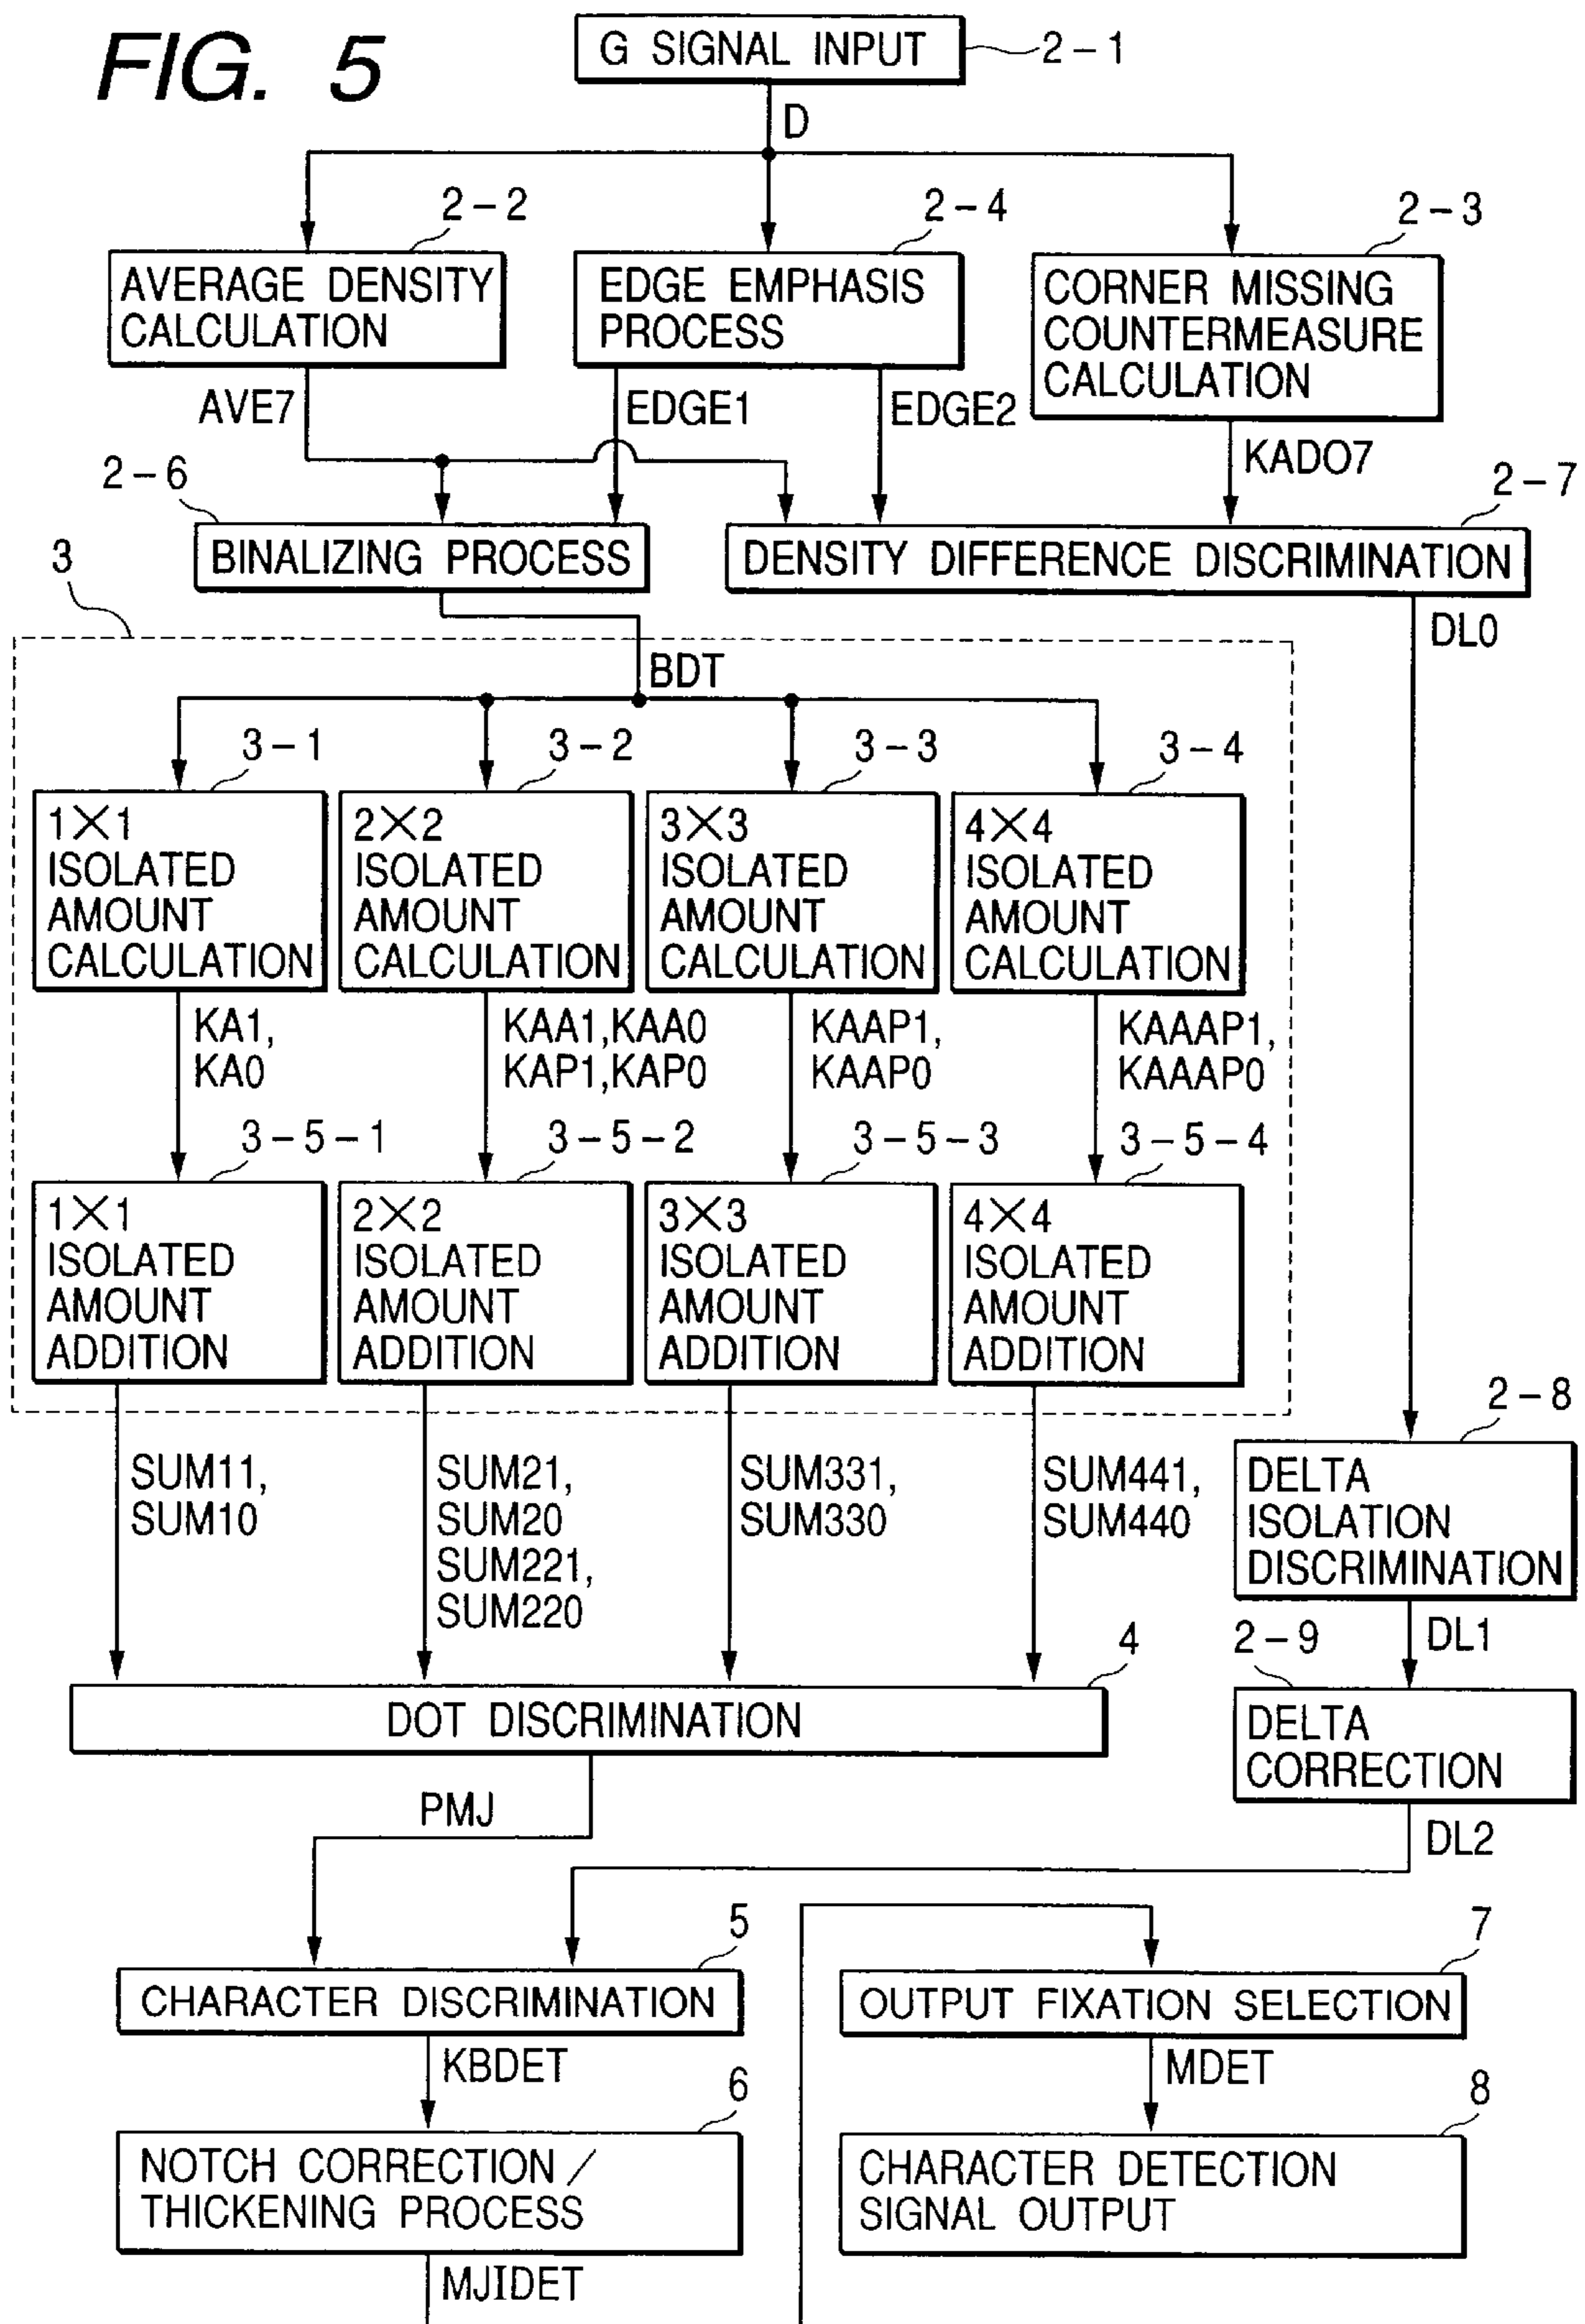 FIG. 5
G SIGNAL INPUT
2-1
D
2-2
2-4
2-3
AVERAGE DENSITY
CALCULATION
EDGE EMPHASIS
PROCESS
CORNER MISSING
COUNTERMEASURE
CALCULATION
AVE7
EDGE1
EDGE2
KADO7
2-6
2-7
BINALIZING PROCESS
DENSITY DIFFERENCE DISCRIMINATION
3
DL0
BDT
3-1
3-2
3-3
3-4
1×1
ISOLATED
AMOUNT
CALCULATION
2×2
ISOLATED
AMOUNT
CALCULATION
3×3
ISOLATED
AMOUNT
CALCULATION
4×4
ISOLATED
AMOUNT
CALCULATION
KA1,
KA0
KAA1,KAA0
KAP1,KAP0
KAAP1,
KAAP0
KAAAP1,
KAAAP0
3-5-1
3-5-2
3-5-3
3-5-4
1×1
ISOLATED
AMOUNT
ADDITION
2×2
ISOLATED
AMOUNT
ADDITION
3×3
ISOLATED
AMOUNT
ADDITION
4×4
ISOLATED
AMOUNT
ADDITION
2-8
SUM11,
SUM10
SUM21,
SUM20
SUM221,
SUM220
SUM331,
SUM330
SUM441,
SUM440
DELTA
ISOLATION
DISCRIMINATION
DL1
4
2-9
DOT DISCRIMINATION
DELTA
CORRECTION
PMJ
DL2
5
7
CHARACTER DISCRIMINATION
OUTPUT FIXATION SELECTION
KBDET
MDET
6
8
NOTCH CORRECTION /
THICKENING PROCESS
CHARACTER DETECTION
SIGNAL OUTPUT
MJIDET